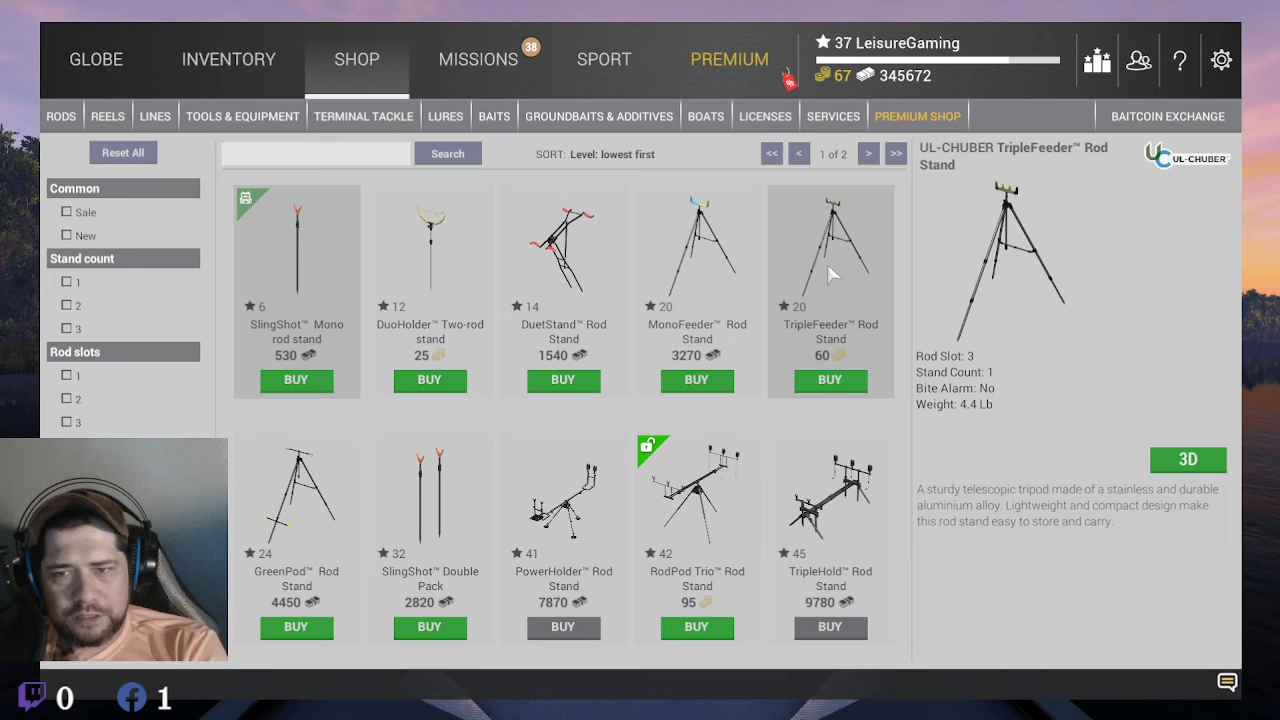 GLOBE INVENTORY SHOP MISSIONS 38 SPORT PREMIUM
37 LeisureGaming
67 345672
RODS REELS LINES TOOLS & EQUIPMENT TERMINAL TACKLE LURES BAITS GROUNDBAITS & ADDITIVES BOATS LICENSES SERVICES PREMIUM SHOP BAITCOIN EXCHANGE
Reset All
Search SORT: Level: lowest first << < 1 of 2 > >>
Common
Sale
New
Stand count
1
2
3
Rod slots
1
2
3
6
SlingShot™ Mono
rod stand
530
BUY
12
DuoHolder™ Two-rod
stand
25
BUY
14
DuetStand™ Rod
Stand
1540
BUY
20
MonoFeeder™ Rod
Stand
3270
BUY
20
TripleFeeder™ Rod
Stand
60
BUY
24
GreenPod™ Rod
Stand
4450
BUY
32
SlingShot™ Double
Pack
2820
BUY
41
PowerHolder™ Rod
Stand
7870
BUY
42
RodPod Trio™ Rod
Stand
95
BUY
45
TripleHold™ Rod
Stand
9780
BUY
UL-CHUBER TripleFeeder™ Rod
Stand
UL-CHUBER
Rod Slot: 3
Stand Count: 1
Bite Alarm: No
Weight: 4.4 Lb
3D
A sturdy telescopic tripod made of a stainless and durable
aluminium alloy. Lightweight and compact design make
this rod stand easy to store and carry.
0 1